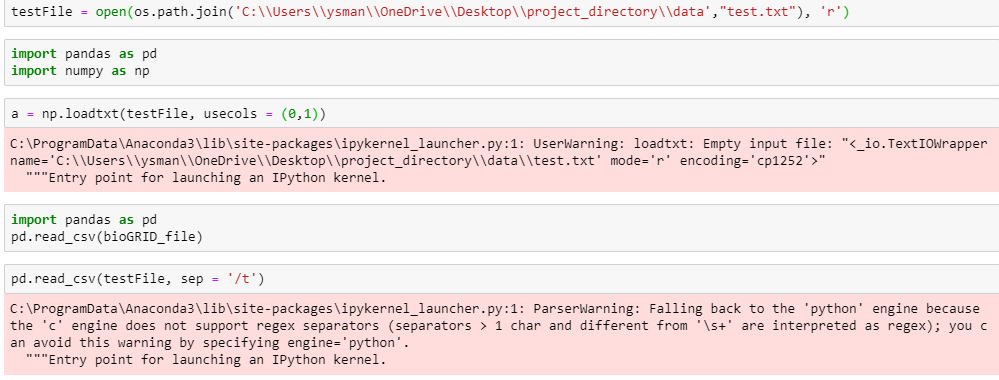 testFile = open(os.path.join('C:\\Users\\ysman\\OneDrive\\Desktop\\project_directory\\data',"test.txt"), 'r')
import pandas as pd
import numpy as np
a = np.loadtxt(testFile, usecols = (0,1))
C:\ProgramData\Anaconda3\lib\site-packages\ipykernel_launcher.py:1: UserWarning: loadtxt: Empty input file: "<_io.TextIOWrapper
name='C:\\Users\\ysman\\OneDrive\\Desktop\\project_directory\\data\\test.txt' mode='r' encoding='cp1252'>"
"""Entry point for launching an IPython kernel.
import pandas as pd
pd.read_csv(bioGRID_file)
pd.read_csv(testFile, sep = '/t')
C:\ProgramData\Anaconda3\lib\site-packages\ipykernel_launcher.py:1: ParserWarning: Falling back to the 'python' engine because
the 'c' engine does not support regex separators (separators > 1 char and different from '\s+' are interpreted as regex); you c
an avoid this warning by specifying engine='python'.
"""Entry point for launching an IPython kernel.